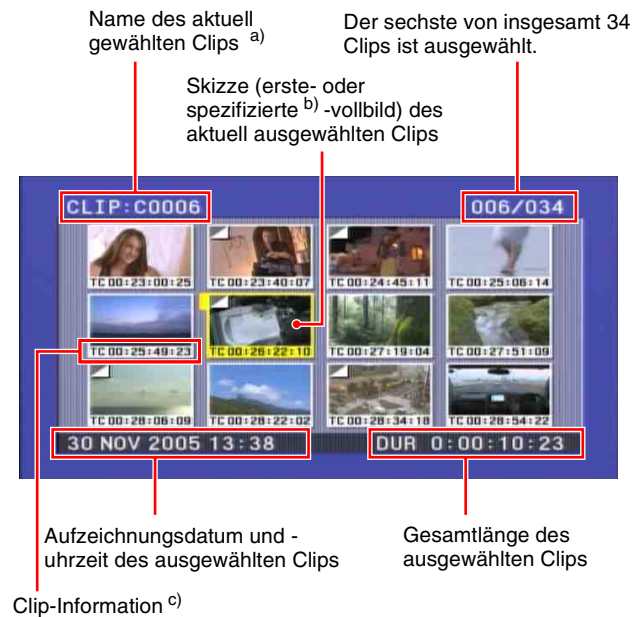 Name des aktuell
gewählten Clips a)
Der sechste von insgesamt 34
Clips ist ausgewählt.
Skizze (erste- oder
spezifizierte b) -vollbild) des
aktuell ausgewählten Clips
CLIP:C0006
006/034
TC 00:23:00:25 TC 00:23:40:07 TC 00:24:45:11 TC 00:25:06:14
TC 00:25:49:23 TC 00:26:22:10 TC 00:27:19:04 TC 00:27:51:09
TC 00:28:06:09 TC 00:28:22:02 TC 00:28:34:18 TC 00:28:54:22
30 NOV 2005 13:38
DUR 0:00:10:23
Aufzeichnungsdatum und -
uhrzeit des ausgewählten Clips
Gesamtlänge des
ausgewählten Clips
Clip-Information c)